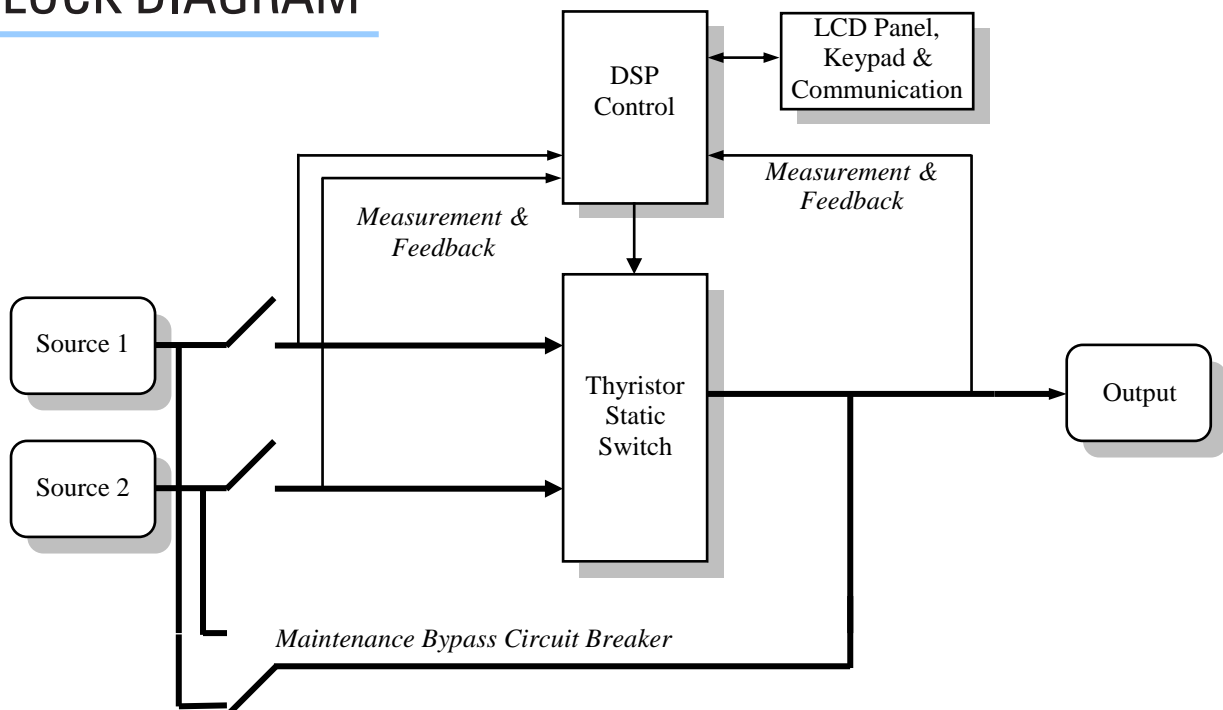 LOCK DIAGRAM
LCD Panel,
Keypad &
Communication
DSP
Control
Measurement &
Feedback
Measurement &
Feedback
Source 1
Thyristor
Static
Switch
Output
Source 2
Maintenance Bypass Circuit Breaker